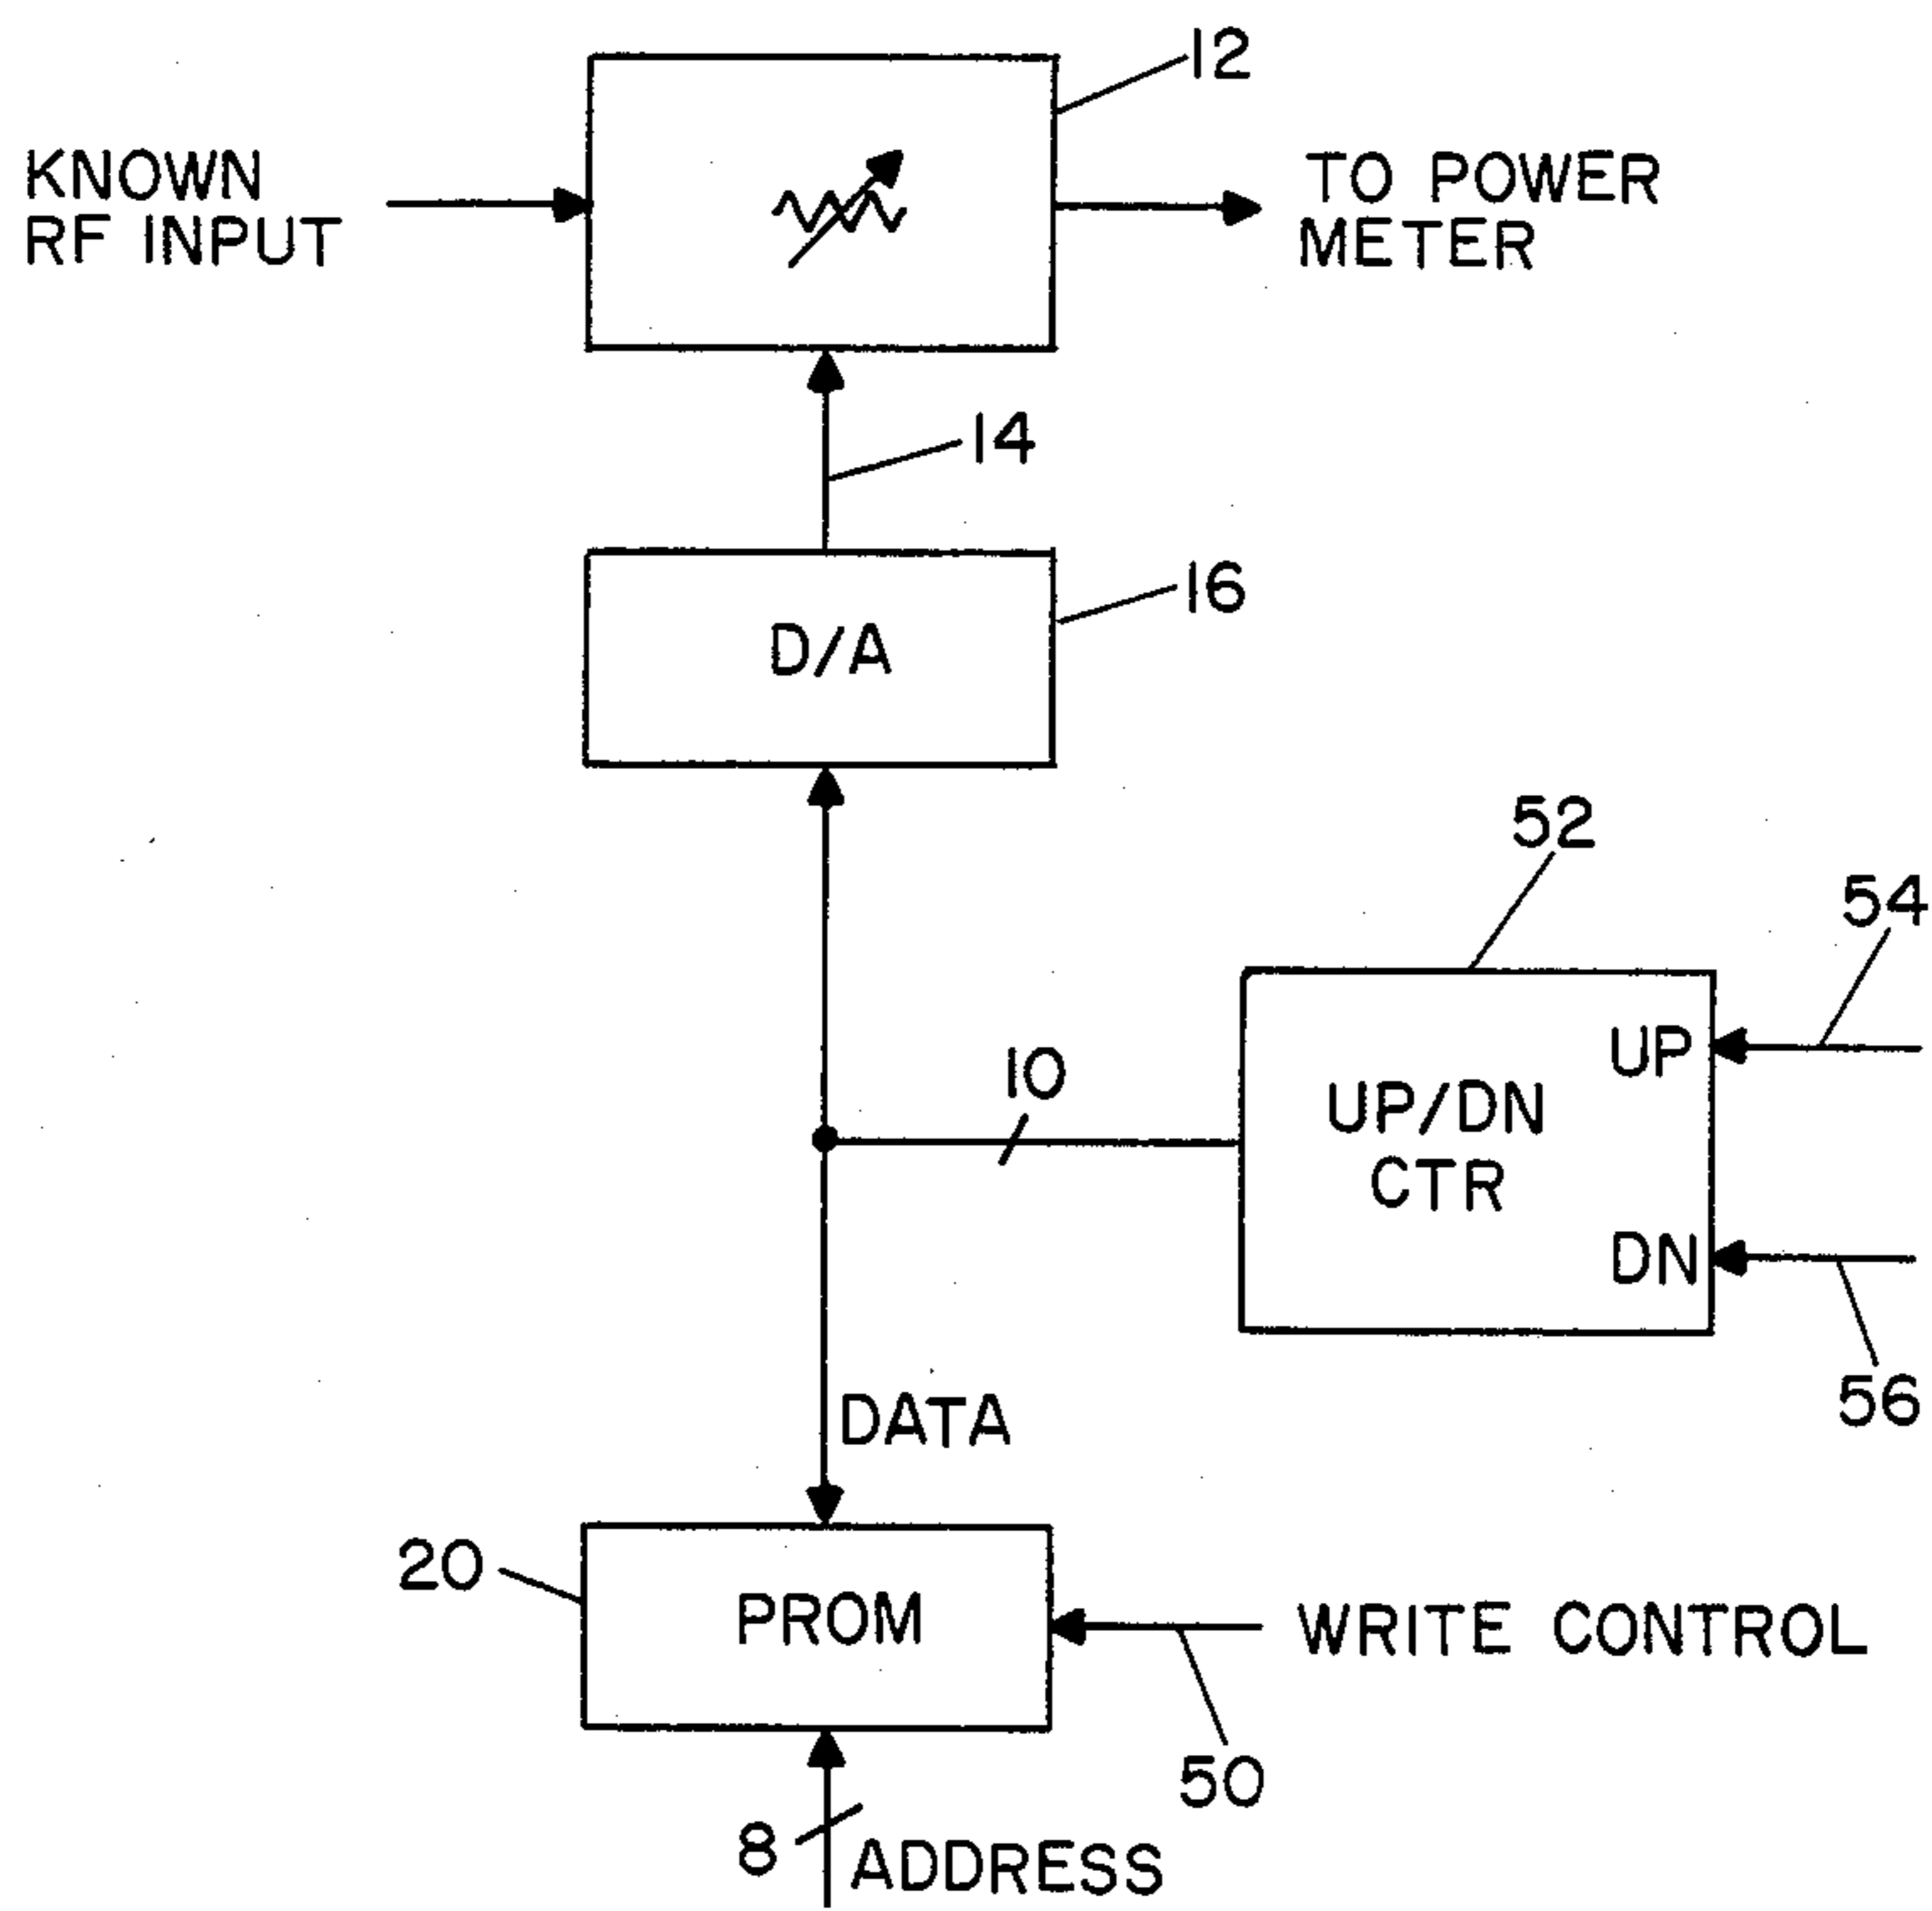 12
KNOWN
RF INPUT
TO POWER
METER
14
16
D/A
52
54
UP
10
UP/DN
CTR
DN
56
DATA
20
PROM
WRITE CONTROL
50
8
ADDRESS